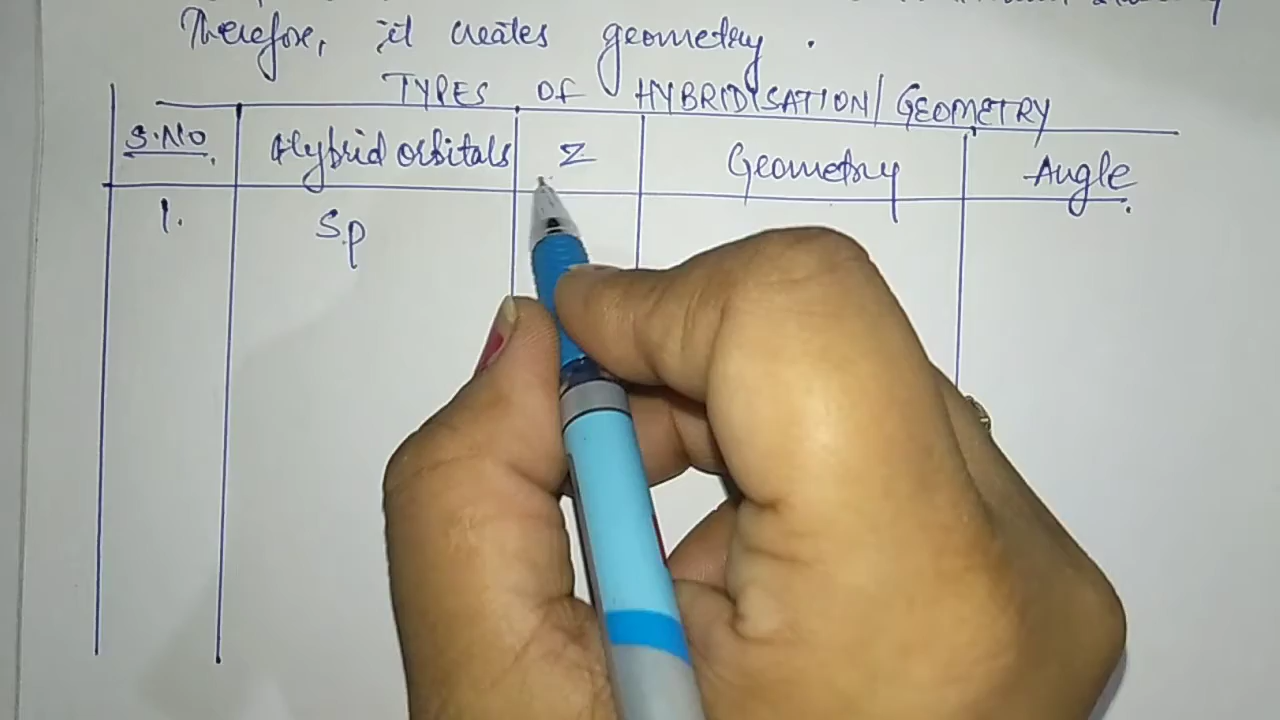 Therefore, it creates geometry.
TYPES OF HYBRIDISATION/GEOMETRY
S.NO. Hybrid orbitals Z Geometry Angle
1. Sp